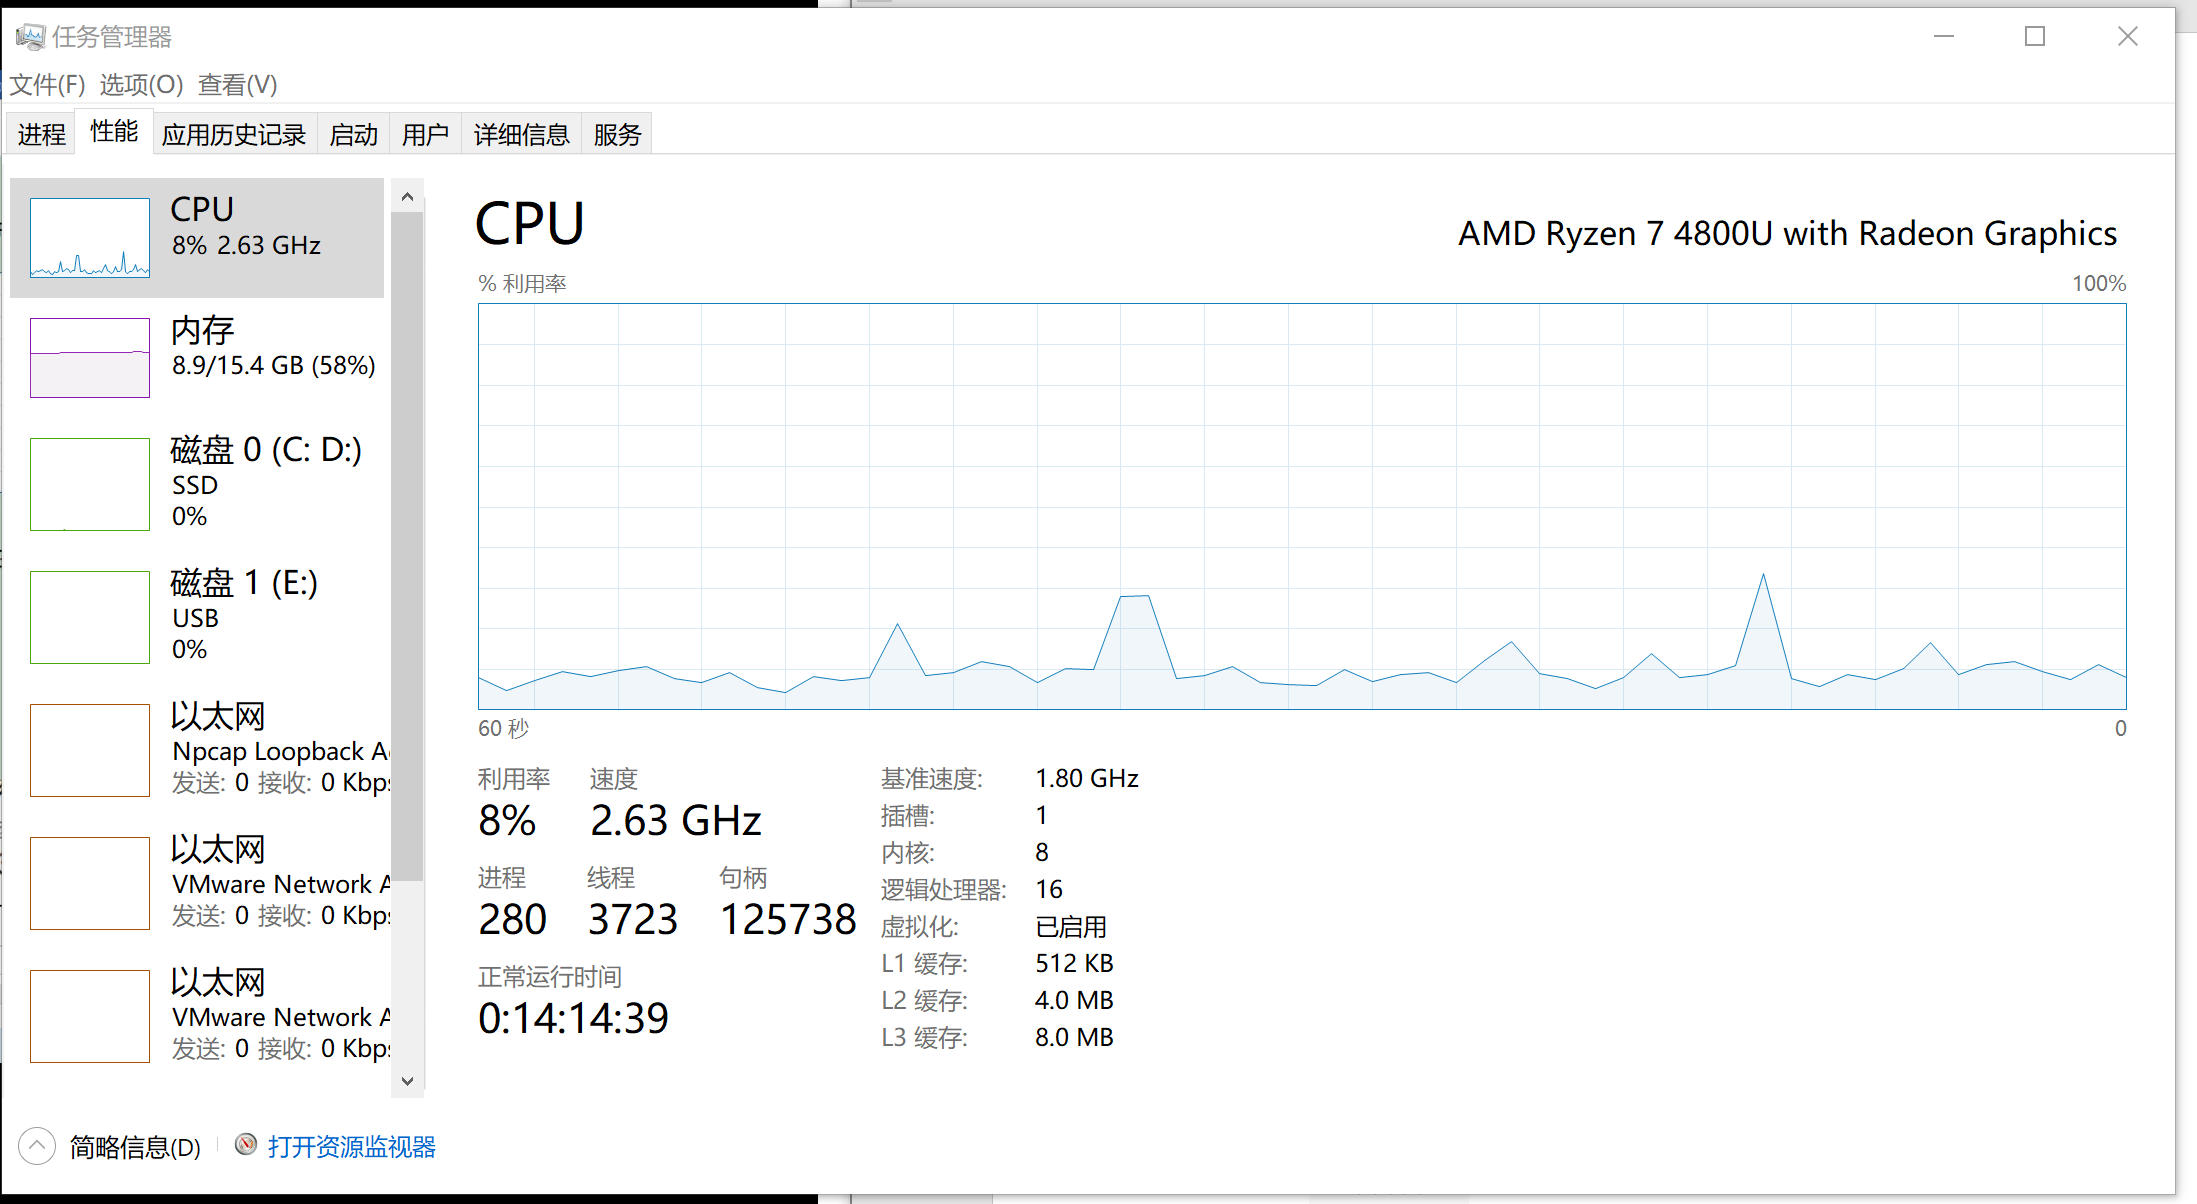 任务管理器
文件(F) 选项(O) 查看(V)
进程 性能 应用历史记录 启动 用户 详细信息 服务
CPU
8% 2.63 GHz
内存
8.9/15.4 GB (58%)
磁盘 0 (C: D:)
SSD
0%
磁盘 1 (E:)
USB
0%
以太网
Npcap Loopback A
发送: 0 接收: 0 Kbps
以太网
VMware Network A
发送: 0 接收: 0 Kbps
以太网
VMware Network A
发送: 0 接收: 0 Kbps
CPU
AMD Ryzen 7 4800U with Radeon Graphics
% 利用率 100%
60 秒 0
利用率 速度
8% 2.63 GHz
进程 线程 句柄
280 3723 125738
正常运行时间
0:14:14:39
基准速度: 1.80 GHz
插槽: 1
内核: 8
逻辑处理器: 16
虚拟化: 已启用
L1 缓存: 512 KB
L2 缓存: 4.0 MB
L3 缓存: 8.0 MB
简略信息(D) 打开资源监视器